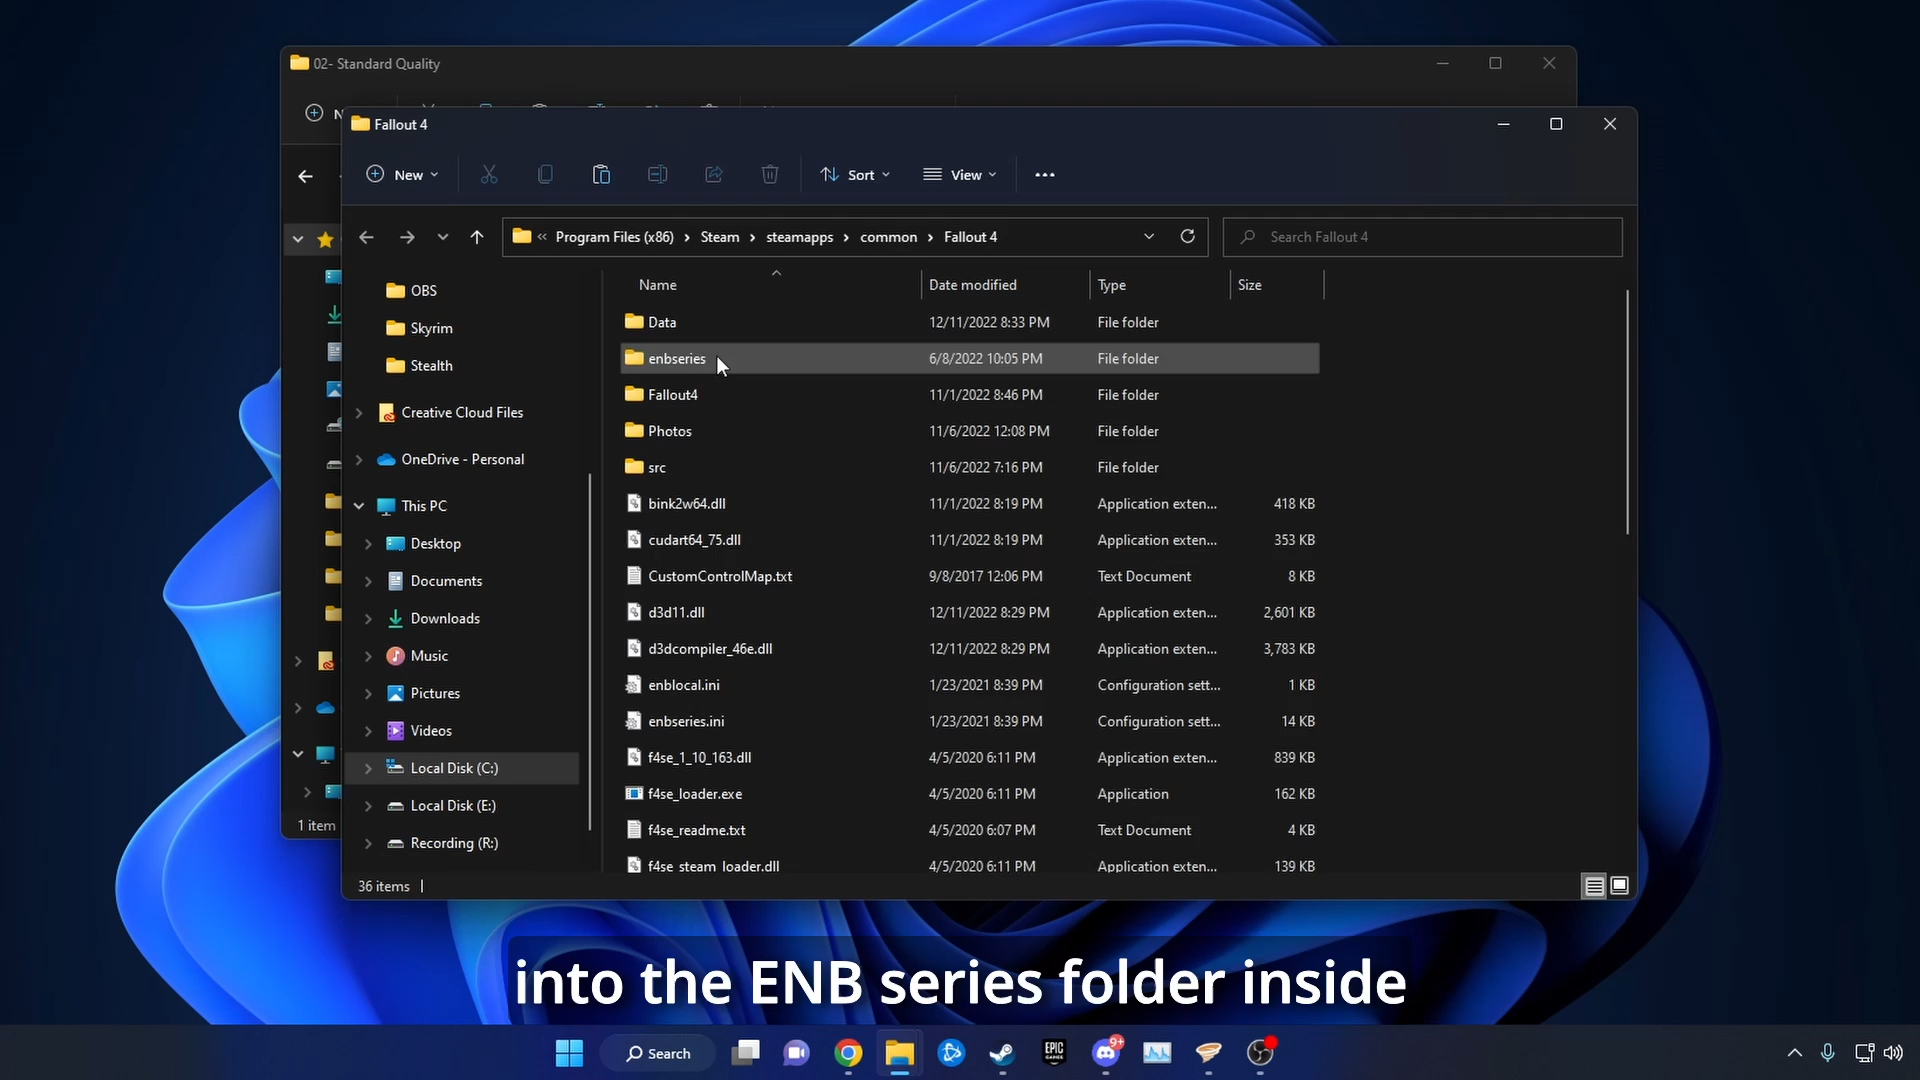 02- Standard Quality
N
Fallout 4
New
Sort
View
« Program Files (x86) › Steam › steamapps › common › Fallout 4
Search Fallout 4
OBS
Skyrim
Stealth
Creative Cloud Files
OneDrive - Personal
This PC
Desktop
Documents
Downloads
Music
Pictures
Videos
Local Disk (C:)
Local Disk (E:)
Recording (R:)
Name Date modified Type Size
Data 12/11/2022 8:33 PM File folder
enbseries 6/8/2022 10:05 PM File folder
Fallout4 11/1/2022 8:46 PM File folder
Photos 11/6/2022 12:08 PM File folder
src 11/6/2022 7:16 PM File folder
bink2w64.dll 11/1/2022 8:19 PM Application exten... 418 KB
cudart64_75.dll 11/1/2022 8:19 PM Application exten... 353 KB
CustomControlMap.txt 9/8/2017 12:06 PM Text Document 8 KB
d3d11.dll 12/11/2022 8:29 PM Application exten... 2,601 KB
d3dcompiler_46e.dll 12/11/2022 8:29 PM Application exten... 3,783 KB
enblocal.ini 1/23/2021 8:39 PM Configuration sett... 1 KB
enbseries.ini 1/23/2021 8:39 PM Configuration sett... 14 KB
f4se_1_10_163.dll 4/5/2020 6:11 PM Application exten... 839 KB
f4se_loader.exe 4/5/2020 6:11 PM Application 162 KB
f4se_readme.txt 4/5/2020 6:07 PM Text Document 4 KB
f4se_steam_loader.dll 4/5/2020 6:11 PM Application exten... 139 KB
1 item
36 items
into the ENB series folder inside
Search
EPIC GAMES
9+